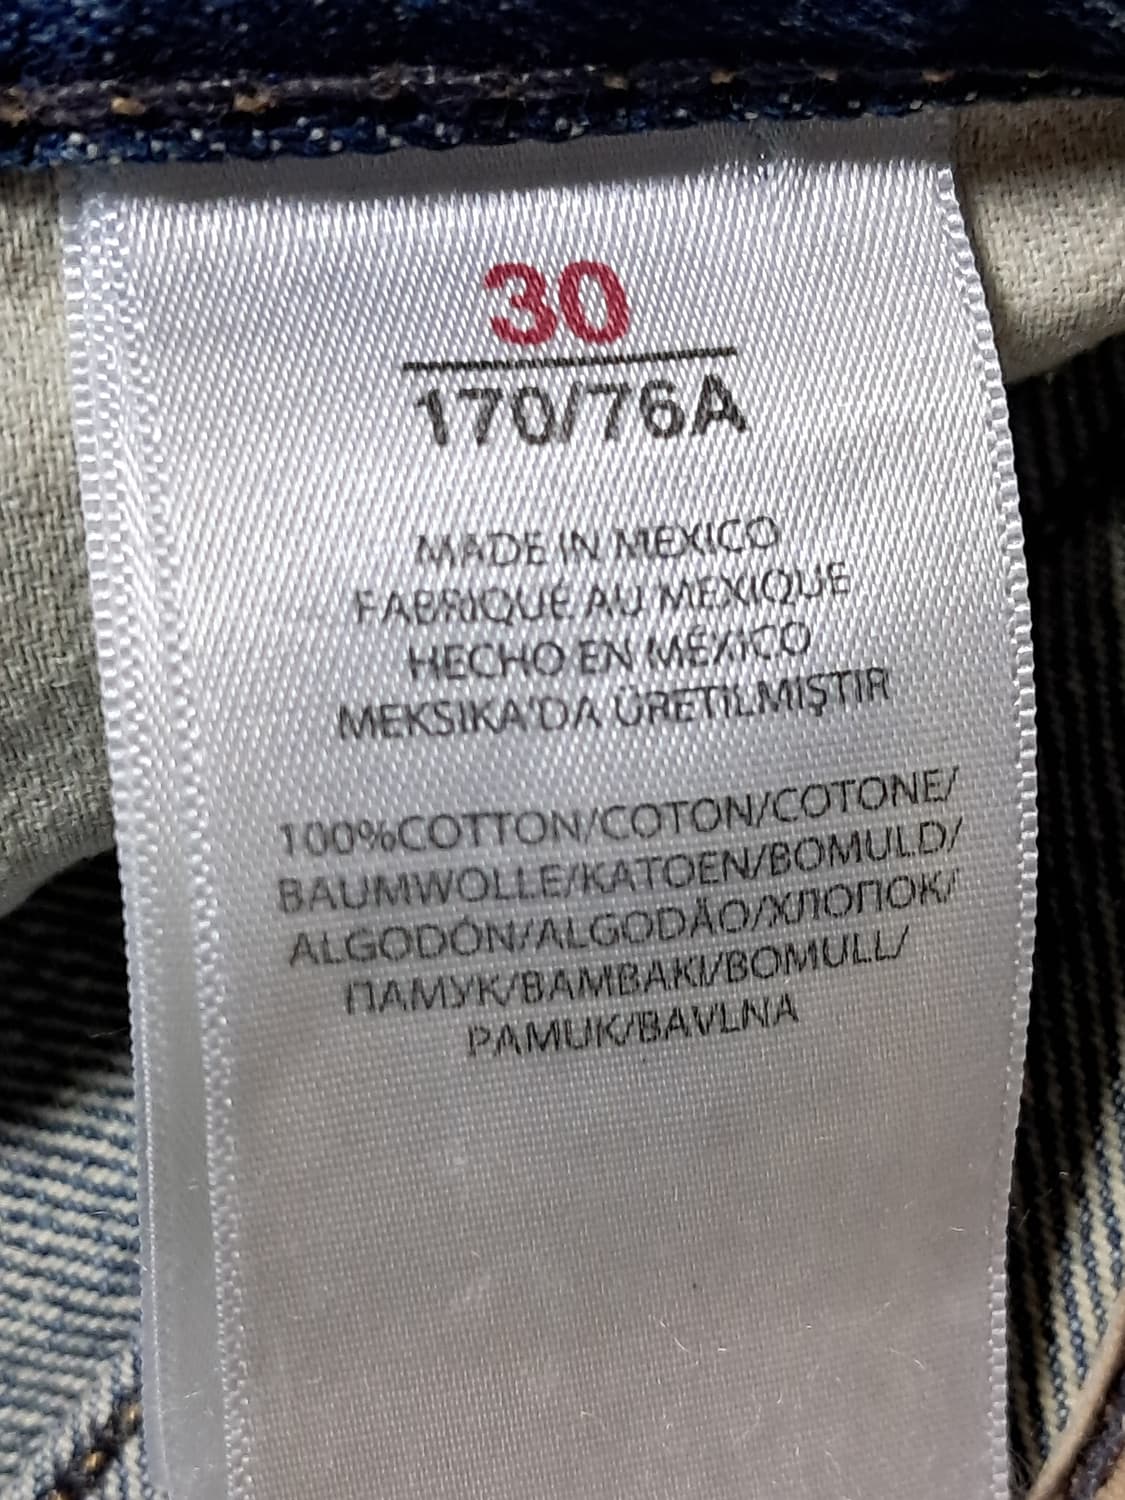 30
170/76A
MADE IN MEXICO
FABRIQUÉ AU MEXIQUE
HECHO EN MÉXICO
MEKSIKA'DA ÜRETILMIŞTIR
100%COTTON/COTON/COTONE/
BAUMWOLLE/KATOEN/BOMULD/
ALGODÓN/ALGODÃO/ХЛОПОК/
ПАМУК/BAMBAKI/BOMULL/
PAMUK/BAVLNA